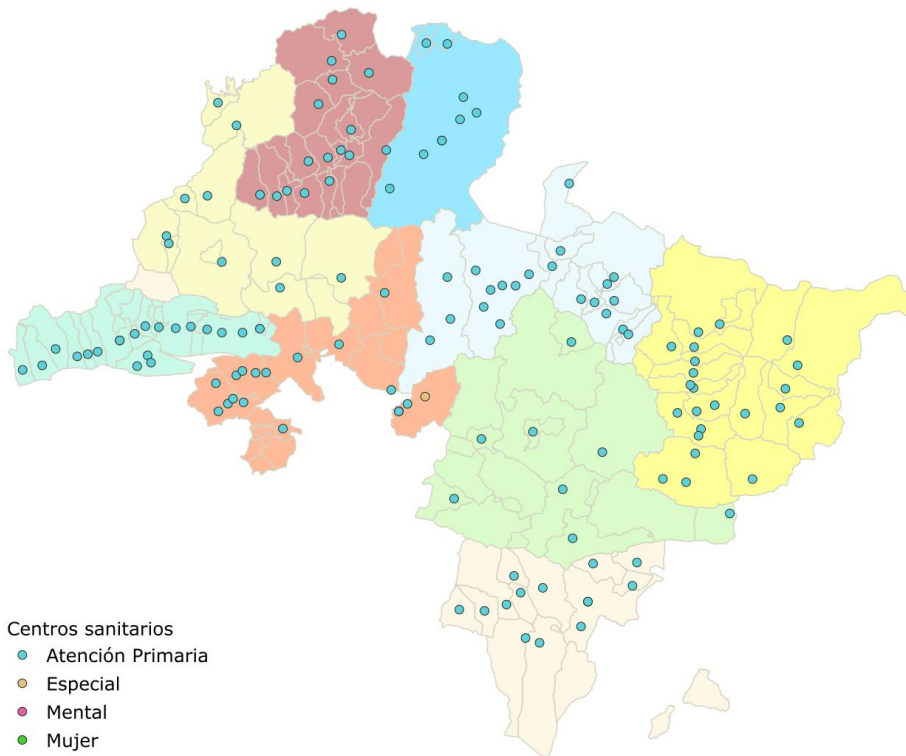 Centros sanitarios
Atención Primaria
Especial
Mental
Mujer